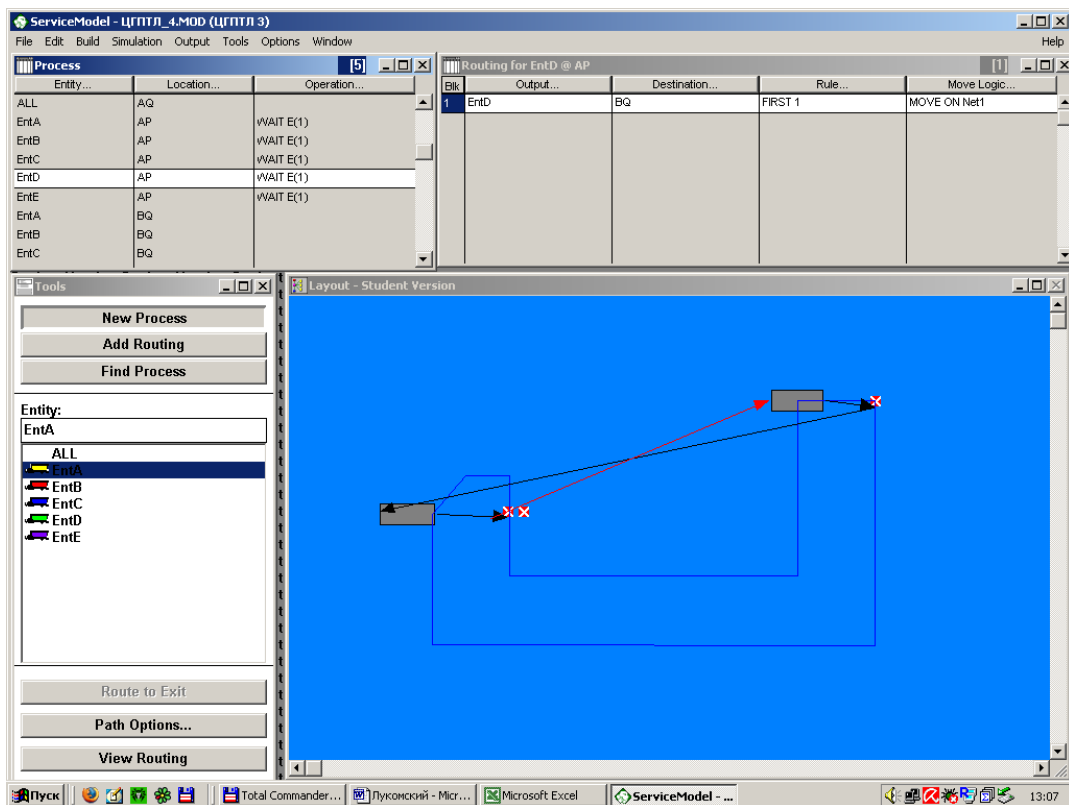 ServiceModel - ЦГПТЛ_4.MOD (ЦГПТЛ 3)
File Edit Build Simulation Output Tools Options Window Help
Process [5]
Entity... Location... Operation...
ALL AQ
EntA AP WAIT E(1)
EntB AP WAIT E(1)
EntC AP WAIT E(1)
EntD AP WAIT E(1)
EntE AP WAIT E(1)
EntA BQ
EntB BQ
EntC BQ
Routing for EntD @ AP [1]
Blk Output... Destination... Rule... Move Logic...
1 EntD BQ FIRST 1 MOVE ON Net1
Tools
New Process
Add Routing
Find Process
Entity:
EntA
ALL
EntA
EntB
EntC
EntD
EntE
Route to Exit
Path Options...
View Routing
Layout - Student Version
Пуск Total Commander... Лукомский - Micr... Microsoft Excel ServiceModel - ... 13:07